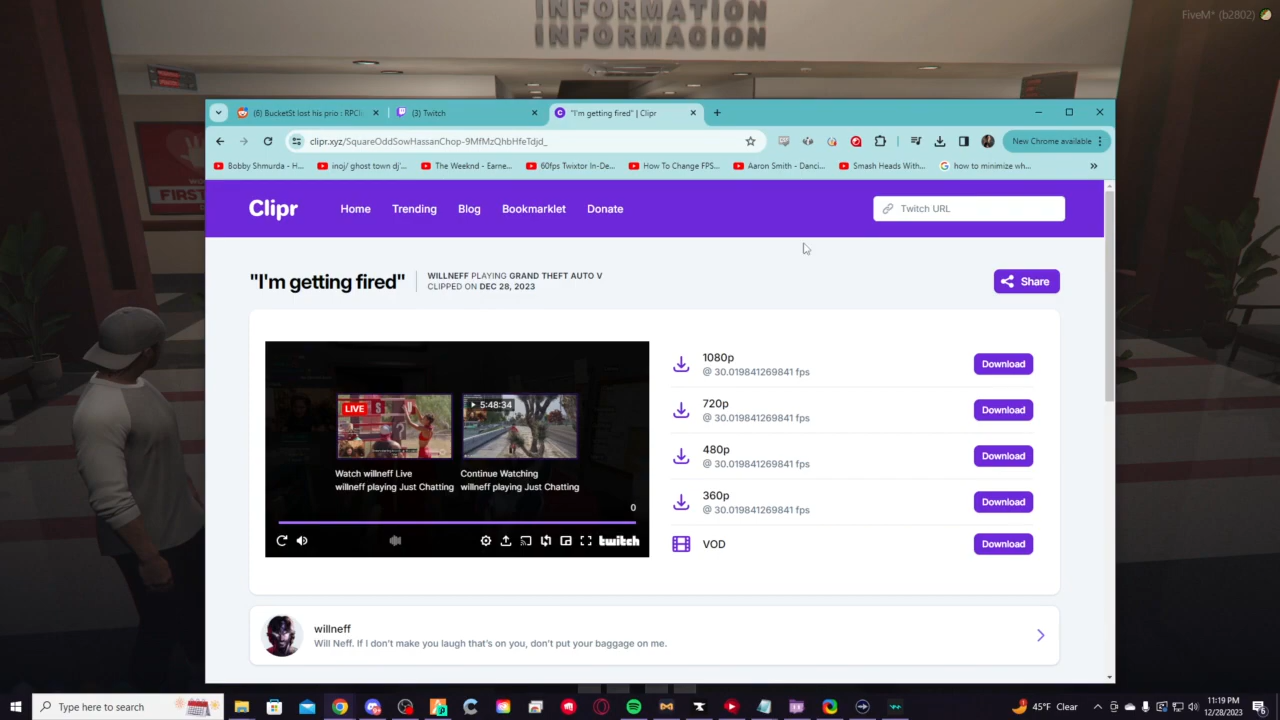 INFORMATION
INFORMACION
FiveM* (b2802)
FIRST
(6) BucketSt lost his prio : RPCli
(3) Twitch
"I'm getting fired" | Clipr
clipr.xyz/SquareOddSowHassanChop-9MfMzQhbHfeTdjd_
New Chrome available
Bobby Shmurda - H...
inoj/ ghost town dj'...
The Weeknd - Earne...
60fps Twixtor In-De...
How To Change FPS...
Aaron Smith - Danci...
Smash Heads With...
how to minimize wh...
»
Clipr
Home
Trending
Blog
Bookmarklet
Donate
Twitch URL
"I'm getting fired"
WILLNEFF PLAYING GRAND THEFT AUTO V
CLIPPED ON DEC 28, 2023
Share
LIVE
5:48:34
Watch willneff Live
willneff playing Just Chatting
Continue Watching
willneff playing Just Chatting
0
twitch
1080p
@ 30.019841269841 fps
Download
720p
@ 30.019841269841 fps
Download
480p
@ 30.019841269841 fps
Download
360p
@ 30.019841269841 fps
Download
VOD
Download
willneff
Will Neff. If I don't make you laugh that's on you, don't put your baggage on me.
Type here to search
45°F Clear
11:19 PM
12/28/2023